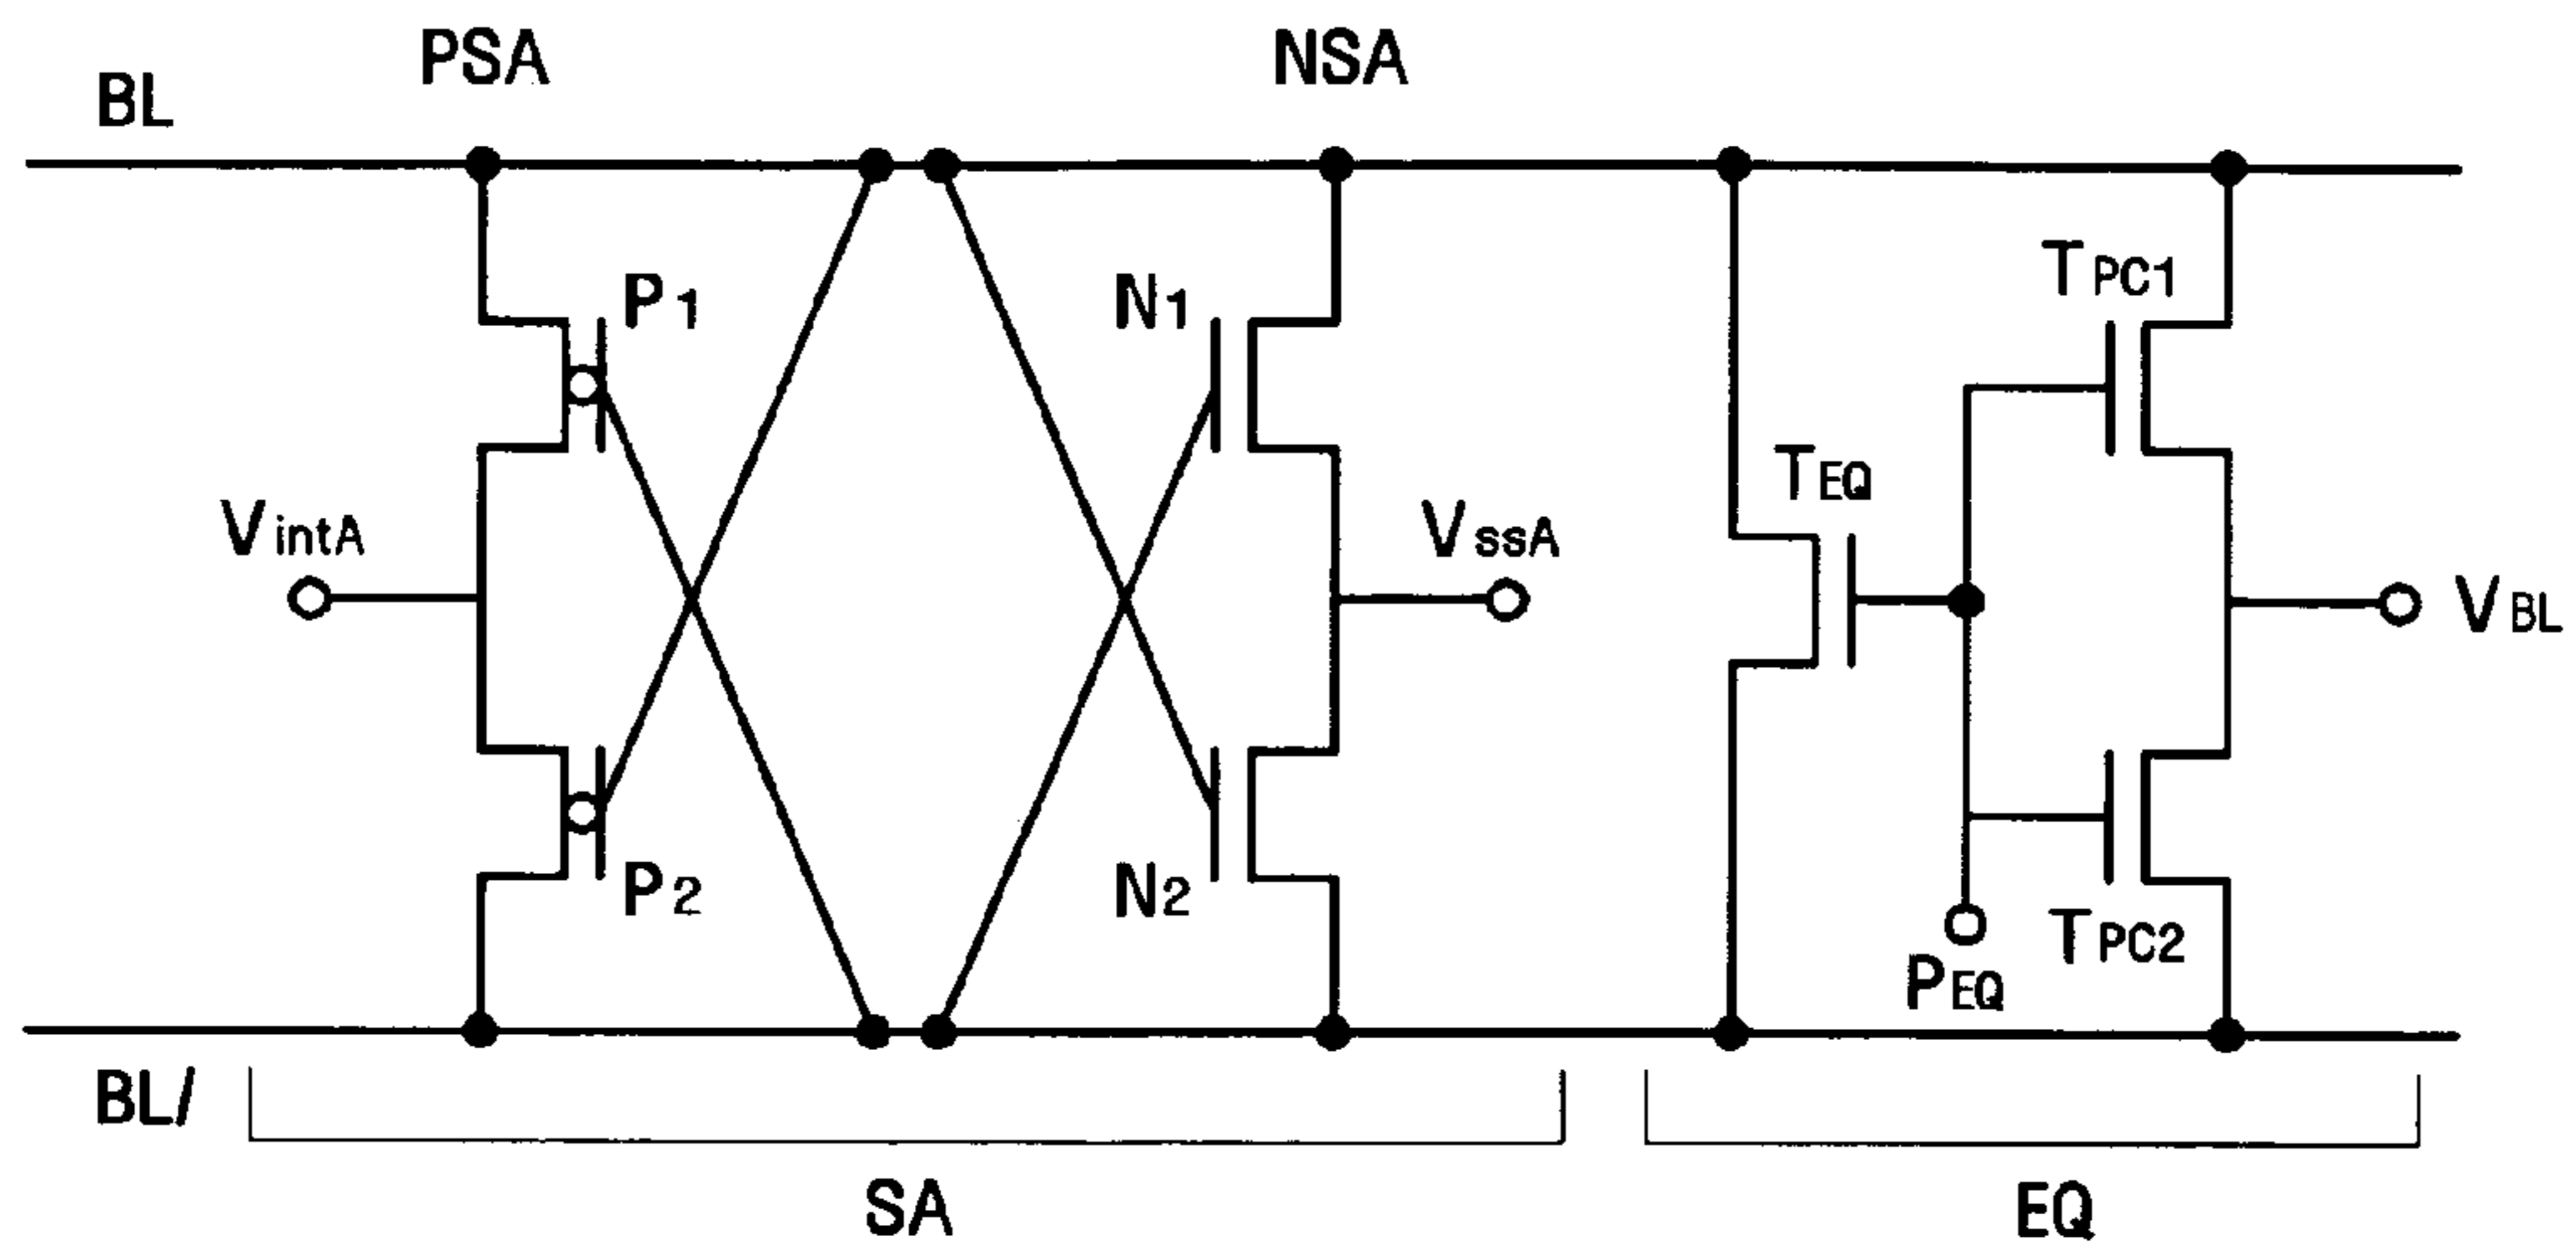 PSA
NSA
BL
TPC1
P1
N1
TEQ
VintA
VssA
VBL
P2
N2
TPC2
PEQ
BL/
SA
EQ